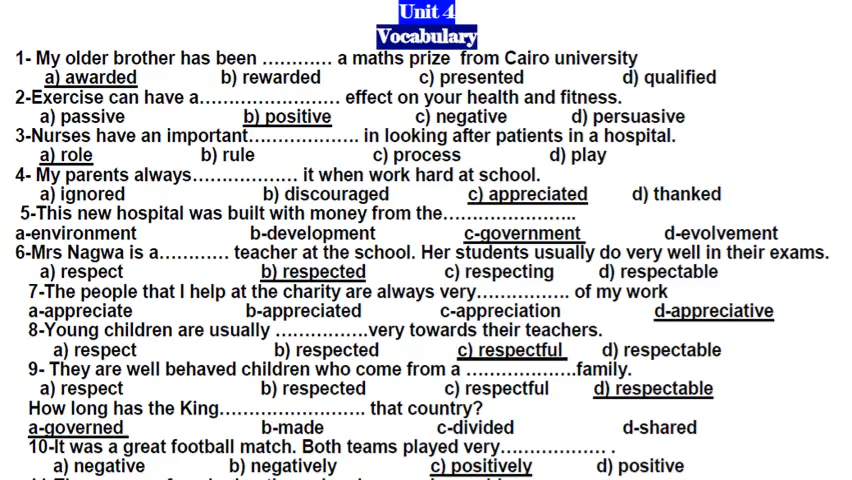 Unit 4
Vocabulary
1- My older brother has been ………… a maths prize from Cairo university
a) awarded b) rewarded c) presented d) qualified
2-Exercise can have a…………………… effect on your health and fitness.
a) passive b) positive c) negative d) persuasive
3-Nurses have an important………………. in looking after patients in a hospital.
a) role b) rule c) process d) play
4- My parents always……………… it when work hard at school.
a) ignored b) discouraged c) appreciated d) thanked
5-This new hospital was built with money from the…………………..
a-environment b-development c-government d-evolvement
6-Mrs Nagwa is a………… teacher at the school. Her students usually do very well in their exams.
a) respect b) respected c) respecting d) respectable
7-The people that I help at the charity are always very……………. of my work
a-appreciate b-appreciated c-appreciation d-appreciative
8-Young children are usually …………….very towards their teachers.
a) respect b) respected c) respectful d) respectable
9- They are well behaved children who come from a ……………….family.
a) respect b) respected c) respectful d) respectable
How long has the King……………………. that country?
a-governed b-made c-divided d-shared
10-It was a great football match. Both teams played very……………… .
a) negative b) negatively c) positively d) positive